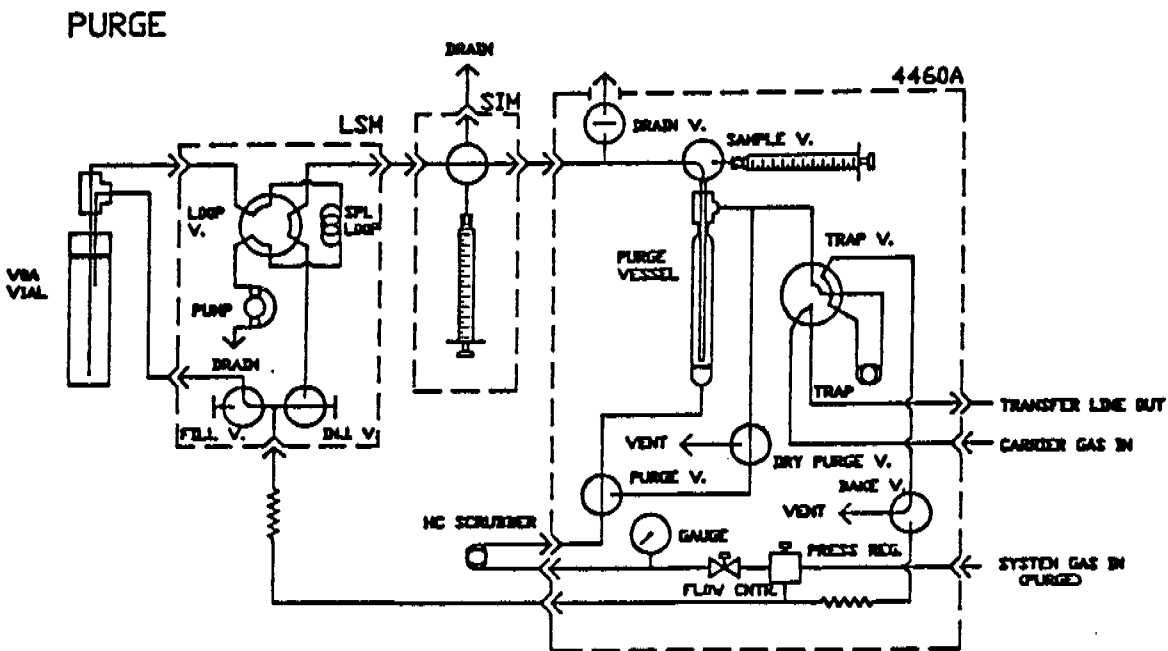 PURGE
DRAIN
4460A
SIM
LSM
DRAIN V.
SAMPLE V.
LOOP
V.
SPL
LOOP
TRAP V.
PURGE
VESSEL
VOA
VIAL
PUMP
DRAIN
TRAP
TRANSFER LINE OUT
FILL V.
INJ. V.
VENT
CARRIER GAS IN
DRY PURGE V.
PURGE V.
BAKE V.
VENT
HC SCRUBBER
GAUGE
PRESS REG.
SYSTEM GAS IN
(PURGE)
FLOW CNTR.